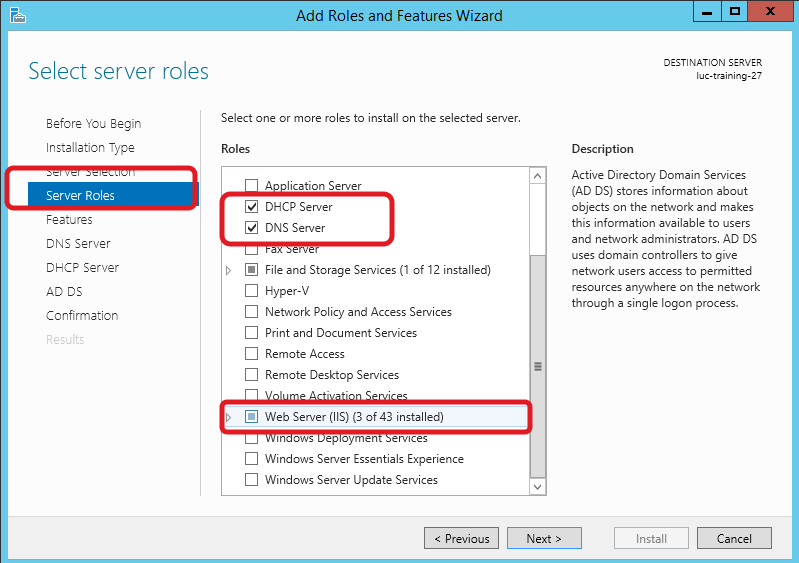 Add Roles and Features Wizard
Select server roles
DESTINATION SERVER
luc-training-27
Before You Begin
Installation Type
Server Selection
Server Roles
Features
DNS Server
DHCP Server
AD DS
Confirmation
Results
Select one or more roles to install on the selected server.
Roles
Application Server
DHCP Server
DNS Server
Fax Server
File and Storage Services (1 of 12 installed)
Hyper-V
Network Policy and Access Services
Print and Document Services
Remote Access
Remote Desktop Services
Volume Activation Services
Web Server (IIS) (3 of 43 installed)
Windows Deployment Services
Windows Server Essentials Experience
Windows Server Update Services
Description
Active Directory Domain Services
(AD DS) stores information about
objects on the network and makes
this information available to users
and network administrators. AD DS
uses domain controllers to give
network users access to permitted
resources anywhere on the network
through a single logon process.
< Previous
Next >
Install
Cancel